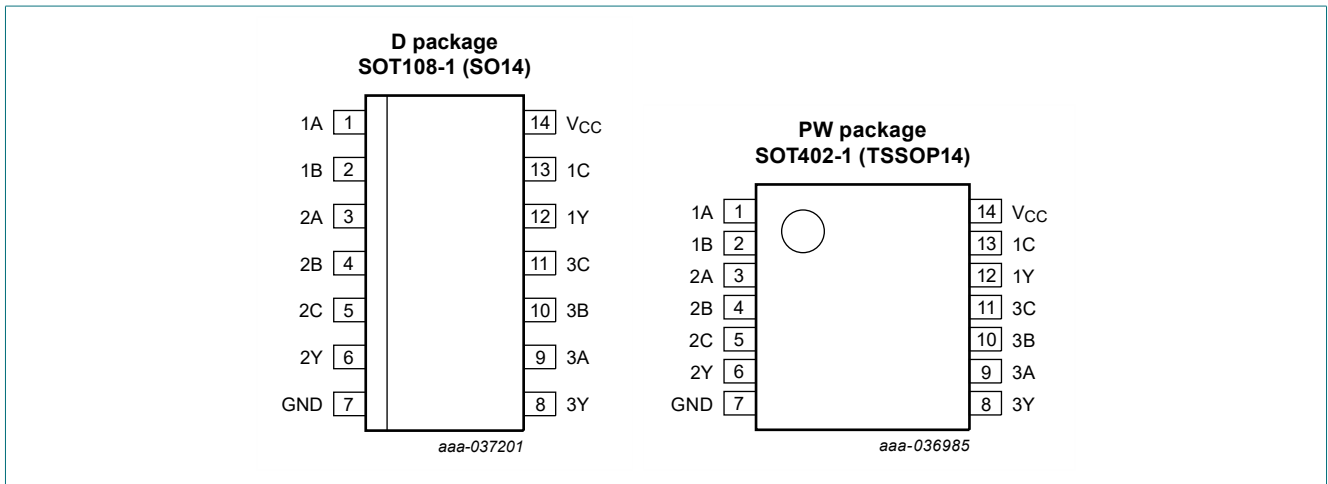 D package
SOT108-1 (SO14)
1A 1 14 VCC
1B 2 13 1C
2A 3 12 1Y
2B 4 11 3C
2C 5 10 3B
2Y 6 9 3A
GND 7 8 3Y
aaa-037201
PW package
SOT402-1 (TSSOP14)
1A 1 14 VCC
1B 2 13 1C
2A 3 12 1Y
2B 4 11 3C
2C 5 10 3B
2Y 6 9 3A
GND 7 8 3Y
aaa-036985